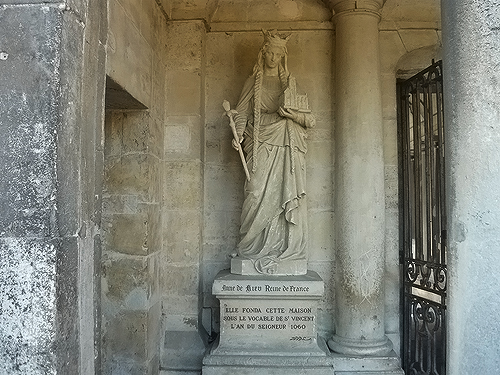 Anne de Kiev Reine de France
ELLE FONDA CETTE MAISON
SOUS LE VOCABLE DE St VINCENT
L'AN DU SEIGNEUR 1060